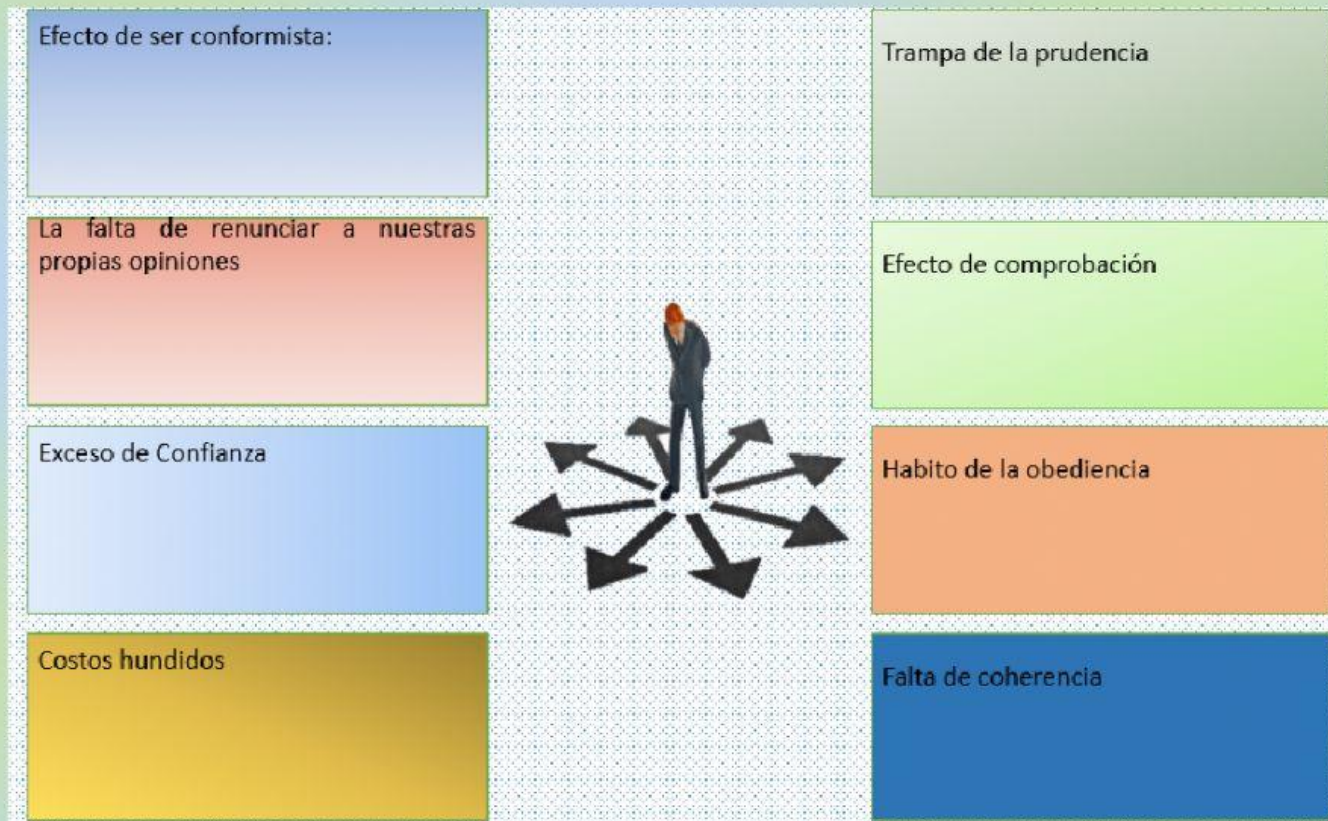 Efecto de ser conformista:
La falta de renunciar a nuestras
propias opiniones
Exceso de Confianza
Costos hundidos
Trampa de la prudencia
Efecto de comprobación
Habito de la obediencia
Falta de coherencia